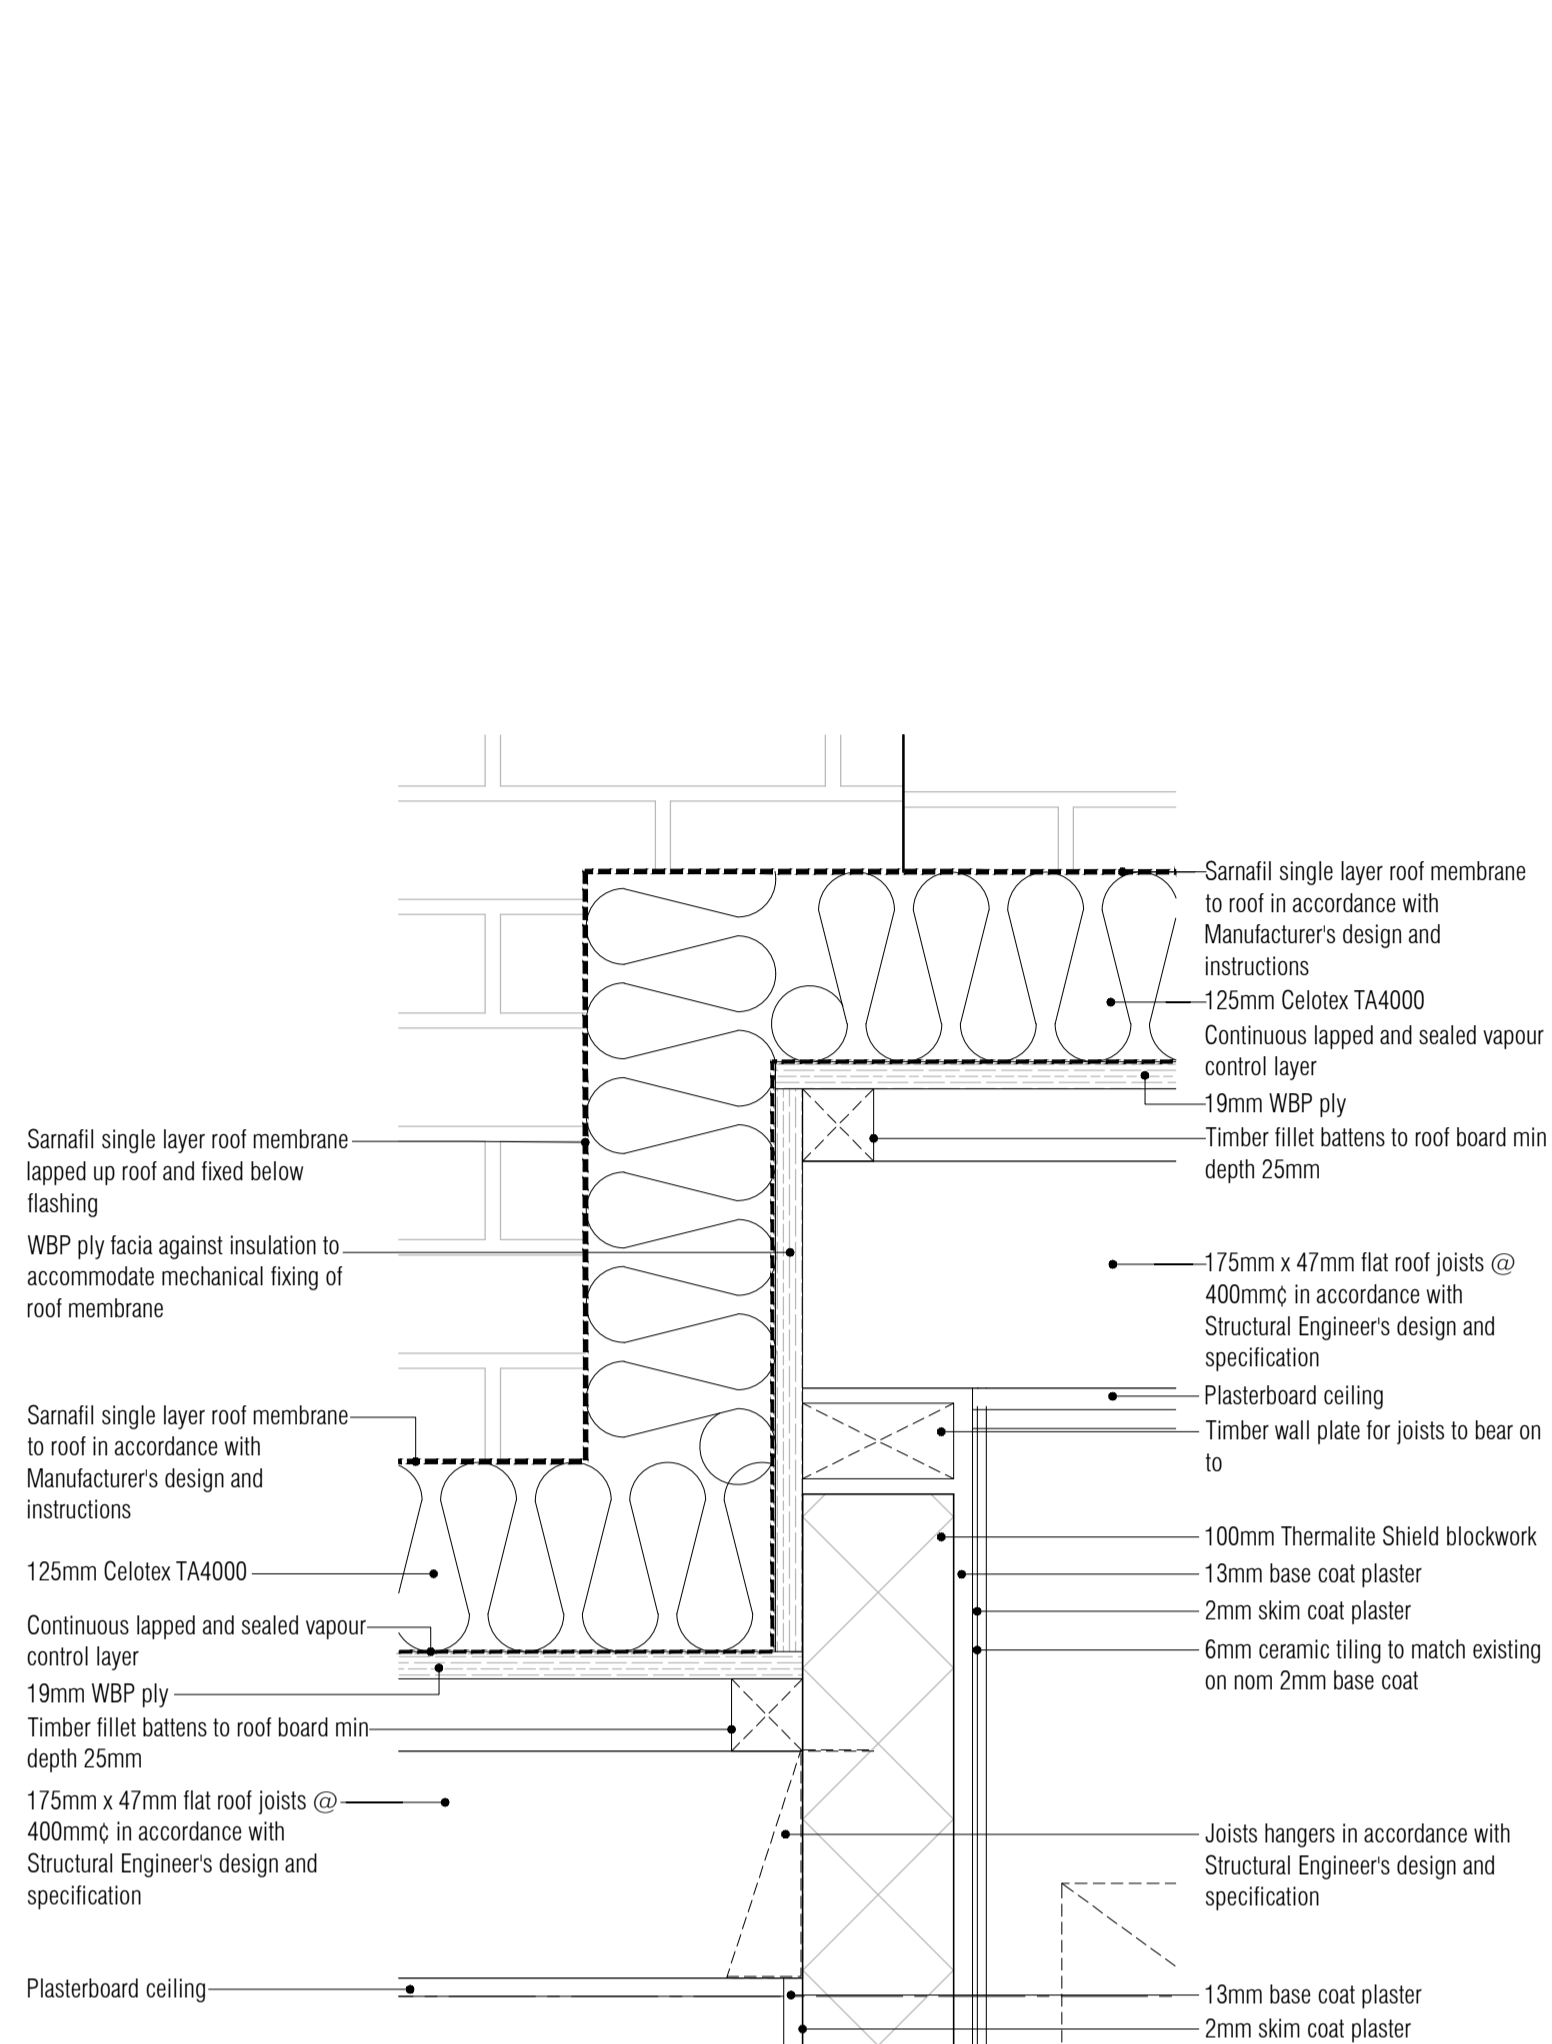 Sarnafil single layer roof membrane
to roof in accordance with
Manufacturer's design and
instructions
125mm Celotex TA4000
Continuous lapped and sealed vapour
control layer
19mm WBP ply
Timber fillet battens to roof board min
depth 25mm
175mm x 47mm flat roof joists @
400mm¢ in accordance with
Structural Engineer's design and
specification
Plasterboard ceiling
Timber wall plate for joists to bear on
to
100mm Thermalite Shield blockwork
13mm base coat plaster
2mm skim coat plaster
6mm ceramic tiling to match existing
on nom 2mm base coat
Joists hangers in accordance with
Structural Engineer's design and
specification
13mm base coat plaster
2mm skim coat plaster
Sarnafil single layer roof membrane
lapped up roof and fixed below
flashing
WBP ply facia against insulation to
accommodate mechanical fixing of
roof membrane
Sarnafil single layer roof membrane
to roof in accordance with
Manufacturer's design and
instructions
125mm Celotex TA4000
Continuous lapped and sealed vapour
control layer
19mm WBP ply
Timber fillet battens to roof board min
depth 25mm
175mm x 47mm flat roof joists @
400mm¢ in accordance with
Structural Engineer's design and
specification
Plasterboard ceiling